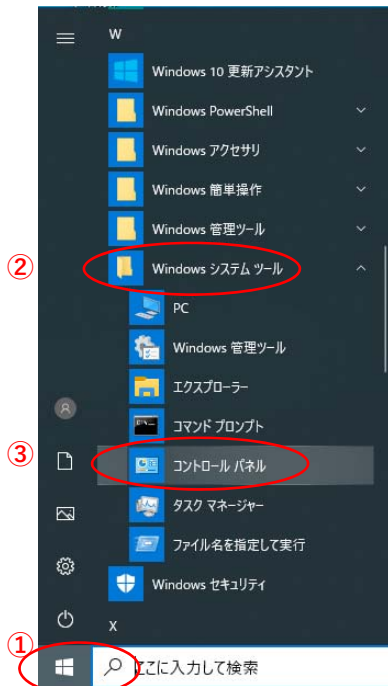 W
Windows 10 更新アシスタント
Windows PowerShell
Windows アクセサリ
Windows 簡単操作
Windows 管理ツール
②
Windows システム ツール
PC
Windows 管理ツール
エクスプローラー
コマンド プロンプト
③
コントロール パネル
タスク マネージャー
ファイル名を指定して実行
Windows セキュリティ
X
①
ここに入力して検索